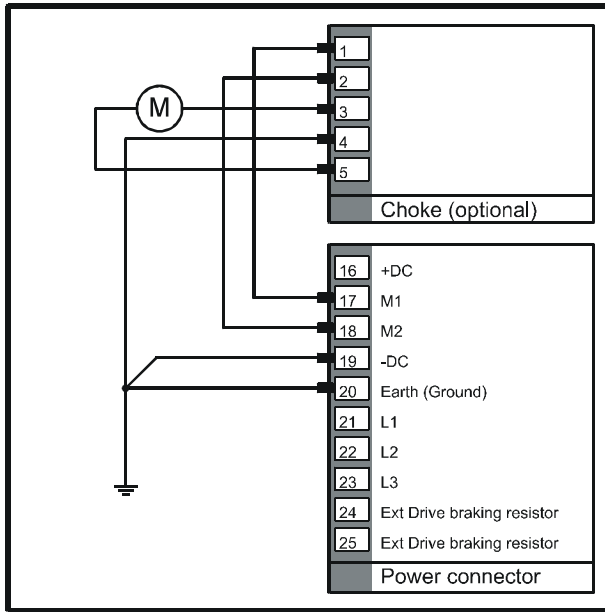 1
2
M
3
4
5
Choke (optional)
16 +DC
17 M1
18 M2
19 -DC
20 Earth (Ground)
21 L1
22 L2
23 L3
24 Ext Drive braking resistor
25 Ext Drive braking resistor
Power connector